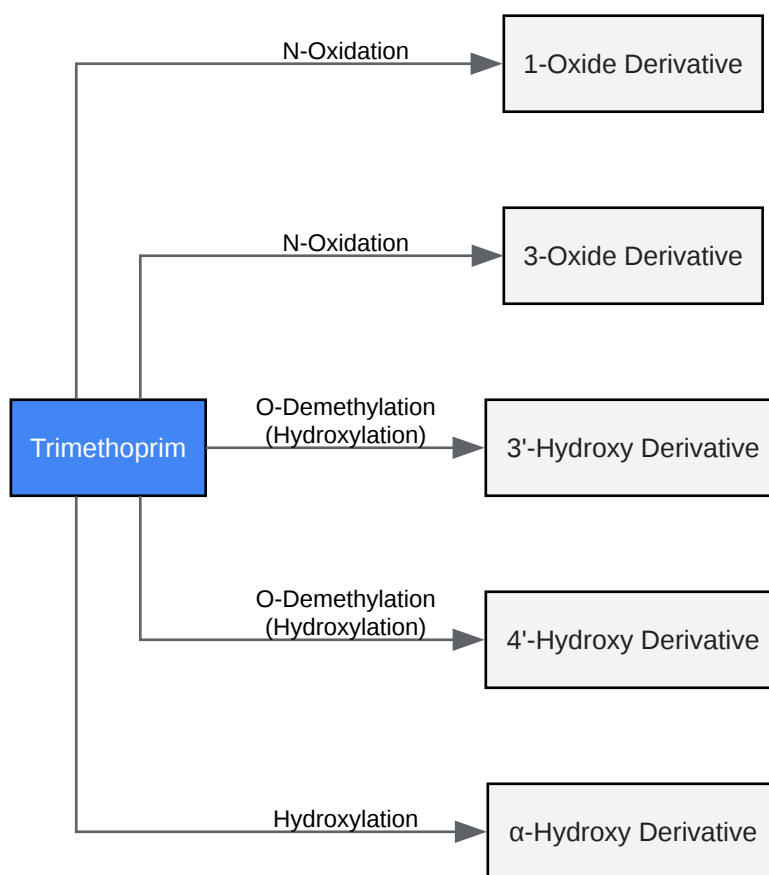 N-Oxidation
1-Oxide Derivative
N-Oxidation
3-Oxide Derivative
Trimethoprim
O-Demethylation
(Hydroxylation)
3'-Hydroxy Derivative
O-Demethylation
(Hydroxylation)
4'-Hydroxy Derivative
Hydroxylation
α-Hydroxy Derivative